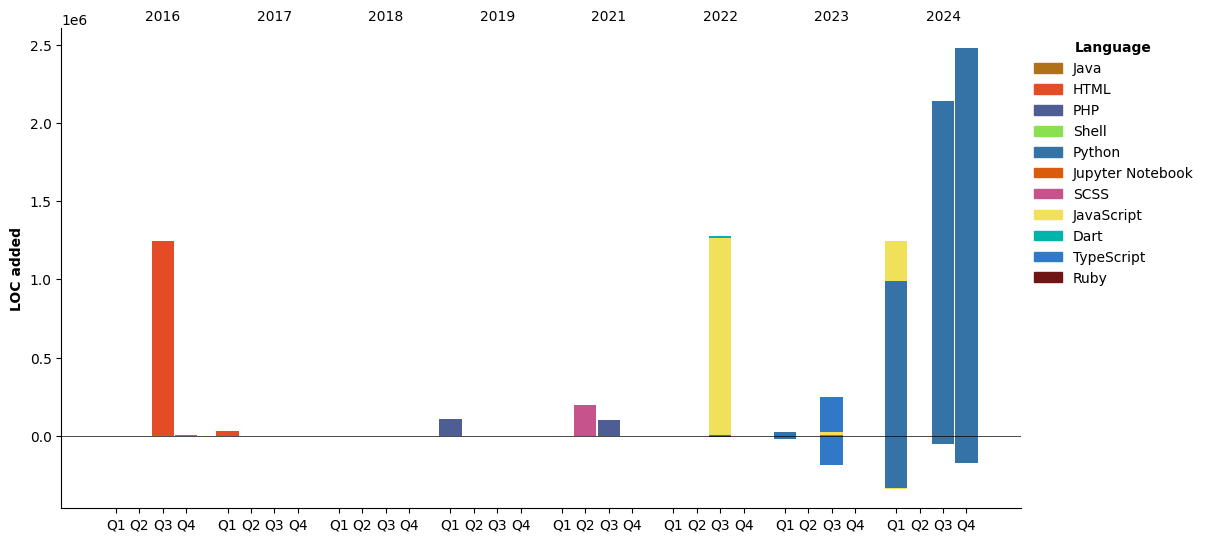 1e6
2016 2017 2018 2019 2021 2022 2023 2024
2.5
2.0
1.5
1.0
0.5
0.0
LOC added
Q1 Q2 Q3 Q4 Q1 Q2 Q3 Q4 Q1 Q2 Q3 Q4 Q1 Q2 Q3 Q4 Q1 Q2 Q3 Q4 Q1 Q2 Q3 Q4 Q1 Q2 Q3 Q4 Q1 Q2 Q3 Q4
Language
Java
HTML
PHP
Shell
Python
Jupyter Notebook
SCSS
JavaScript
Dart
TypeScript
Ruby